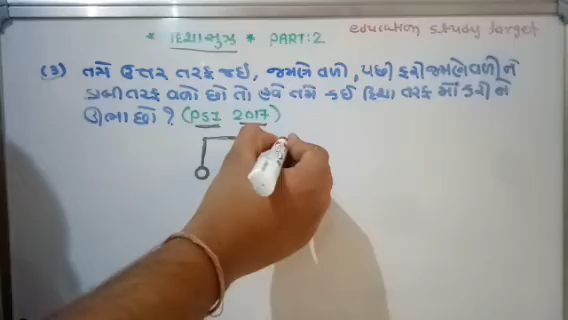 * દિશાસુઝ * PART:2
education study target
(3) તમે ઉત્તર તરફ જઈ, જમણે વળી, પછી ફરી જમણે વળી ને
ડાબી તરફ વળો છો તો હવે તમે કઈ દિશા તરફ મોં કરી ને
ઊભા છો? (PSI 2017)